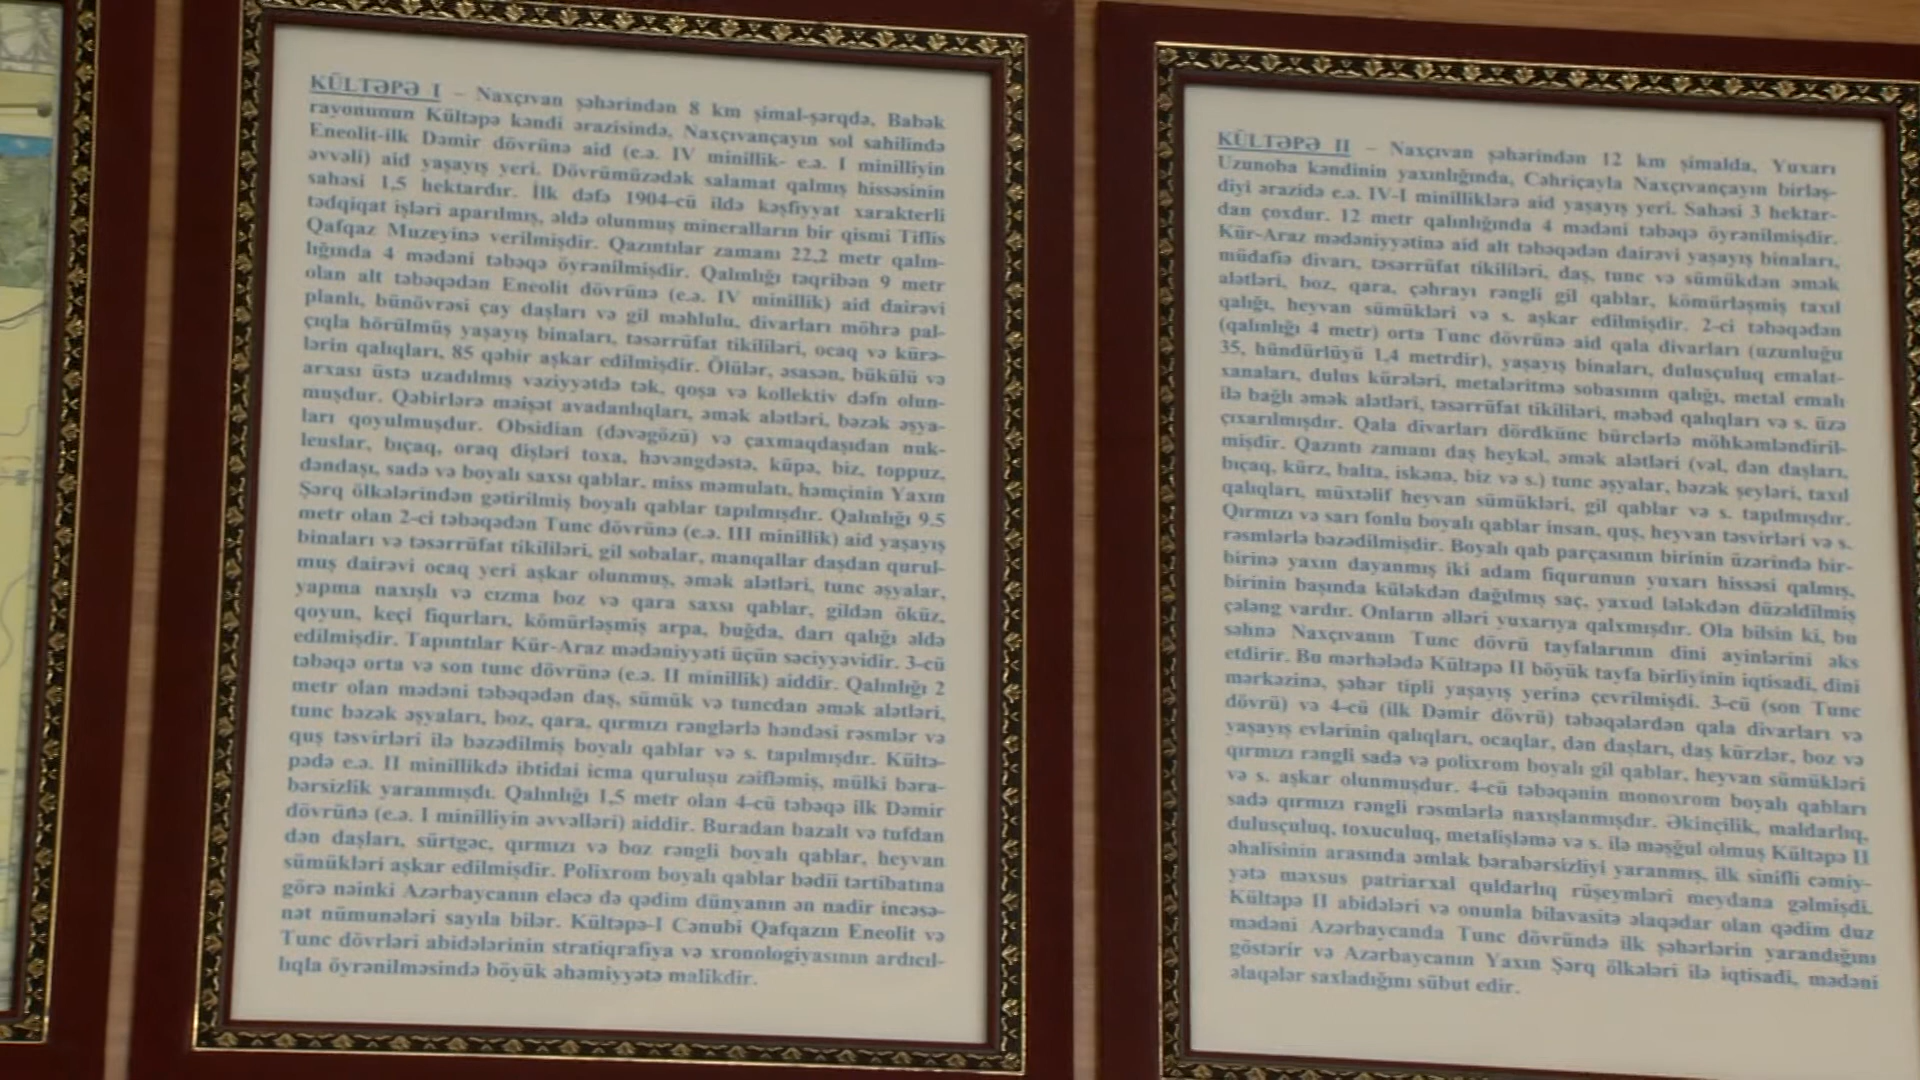 KÜLTƏPƏ I – Naxçıvan şəhərindən 8 km şimal-şərqdə, Babək
rayonunun Kültəpə kəndi ərazisində, Naxçıvançayın sol sahilində
Eneolit-ilk Dəmir dövrünə aid (e.ə. IV minillik- e.ə. I minilliyin
əvvəli) aid yaşayış yeri. Dövrümüzədək salamat qalmış hissəsinin
sahəsi 1,5 hektardır. İlk dəfə 1904-cü ildə kəşfiyyat xarakterli
tədqiqat işləri aparılmış, əldə olunmuş mineralların bir qismi Tiflis
Qafqaz Muzeyinə verilmişdir. Qazıntılar zamanı 22,2 metr qalın-
lığında 4 mədəni təbəqə öyrənilmişdir. Qalınlığı təqribən 9 metr
olan alt təbəqədən Eneolit dövrünə (e.ə. IV minillik) aid dairəvi
planlı, bünövrəsi çay daşları və gil məhlulu, divarları möhrə pal-
çıqla hörülmüş yaşayış binaları, təsərrüfat tikililəri, ocaq və kürə-
lərin qalıqları, 85 qəbir aşkar edilmişdir. Ölülər, əsasən, bükülü və
arxası üstə uzadılmış vəziyyətdə tək, qoşa və kollektiv dəfn olun-
muşdur. Qəbirlərə məişət avadanlıqları, əmək alətləri, bəzək əşya-
ları qoyulmuşdur. Obsidian (dəvəgözü) və çaxmaqdaşıdan nuk-
leuslar, bıçaq, oraq dişləri toxa, həvəngdəstə, küpə, biz, toppuz,
dəndaşı, sadə və boyalı saxsı qablar, miss məmulatı, həmçinin Yaxın
Şərq ölkələrindən gətirilmiş boyalı qablar tapılmışdır. Qalınlığı 9.5
metr olan 2-ci təbəqədən Tunc dövrünə (e.ə. III minillik) aid yaşayış
binaları və təsərrüfat tikililəri, gil sobalar, manqallar daşdan qurul-
muş dairəvi ocaq yeri aşkar olunmuş, əmək alətləri, tunc əşyalar,
yapma naxışlı və cızma boz və qara saxsı qablar, gildən öküz,
qoyun, keçi fiqurları, kömürləşmiş arpa, buğda, darı qalığı əldə
edilmişdir. Tapıntılar Kür-Araz mədəniyyəti üçün səciyyəvidir. 3-cü
təbəqə orta və son tunc dövrünə (e.ə. II minillik) aiddir. Qalınlığı 2
metr olan mədəni təbəqədən daş, sümük və tuncdan əmək alətləri,
tunc bəzək əşyaları, boz, qara, qırmızı rənglərlə həndəsi rəsmlər və
quş təsvirləri ilə bəzədilmiş boyalı qablar və s. tapılmışdır. Kültə-
pədə e.ə. II minillikdə ibtidai icma quruluşu zəifləmiş, mülki bəra-
bərsizlik yaranmışdı. Qalınlığı 1,5 metr olan 4-cü təbəqə ilk Dəmir
dövrünə (e.ə. I minilliyin əvvəlləri) aiddir. Buradan bazalt və tufdan
dən daşları, sürtgəc, qırmızı və boz rəngli boyalı qablar, heyvan
sümükləri aşkar edilmişdir. Polixrom boyalı qablar bədii tərtibatına
görə nəinki Azərbaycanın eləcə də qədim dünyanın ən nadir incəsə-
nət nümunələri sayıla bilər. Kültəpə-I Cənubi Qafqazın Eneolit və
Tunc dövrləri abidələrinin stratiqrafiya və xronologiyasının ardıcıl-
lıqla öyrənilməsində böyük əhəmiyyətə malikdir.
KÜLTƏPƏ II – Naxçıvan şəhərindən 12 km şimalda, Yuxarı
Uzunoba kəndinin yaxınlığında, Cəhriçayla Naxçıvançayın birləş-
diyi ərazidə e.ə. IV-I minilliklərə aid yaşayış yeri. Sahəsi 3 hektar-
dan çoxdur. 12 metr qalınlığında 4 mədəni təbəqə öyrənilmişdir.
Kür-Araz mədəniyyətinə aid alt təbəqədən dairəvi yaşayış binaları,
müdafiə divarı, təsərrüfat tikililəri, daş, tunc və sümükdən əmək
alətləri, boz, qara, çəhrayı rəngli gil qablar, kömürləşmiş taxıl
qalığı, heyvan sümükləri və s. aşkar edilmişdir. 2-ci təbəqədən
(qalınlığı 4 metr) orta Tunc dövrünə aid qala divarları (uzunluğu
35, hündürlüyü 1,4 metrdir), yaşayış binaları, dulusçuluq emalat-
xanaları, dulus kürələri, metaləritmə sobasının qalığı, metal emalı
ilə bağlı əmək alətləri, təsərrüfat tikililəri, məbəd qalıqları və s. üzə
çıxarılmışdır. Qala divarları dördkünc bürclərlə möhkəmləndiril-
mişdir. Qazıntı zamanı daş heykəl, əmək alətləri (vəl, dən daşları,
bıçaq, kürz, balta, iskənə, biz və s.) tunc əşyalar, bəzək şeyləri, taxıl
qalıqları, müxtəlif heyvan sümükləri, gil qablar və s. tapılmışdır.
Qırmızı və sarı fonlu boyalı qablar insan, quş, heyvan təsvirləri və s.
rəsmlərlə bəzədilmişdir. Boyalı qab parçasının birinin üzərində bir-
birinə yaxın dayanmış iki adam fiqurunun yuxarı hissəsi qalmış,
birinin başında küləkdən dağılmış saç, yaxud lələkdən düzəldilmiş
çələng vardır. Onların əlləri yuxarıya qalxmışdır. Ola bilsin ki, bu
səhnə Naxçıvanın Tunc dövrü tayfalarının dini ayinlərini əks
etdirir. Bu mərhələdə Kültəpə II böyük tayfa birliyinin iqtisadi, dini
mərkəzinə, şəhər tipli yaşayış yerinə çevrilmişdi. 3-cü (son Tunc
dövrü) və 4-cü (ilk Dəmir dövrü) təbəqələrdən qala divarları və
yaşayış evlərinin qalıqları, ocaqlar, dən daşları, daş kürzlər, boz və
qırmızı rəngli sadə və polixrom boyalı gil qablar, heyvan sümükləri
və s. aşkar olunmuşdur. 4-cü təbəqənin monoxrom boyalı qabları
sadə qırmızı rəngli rəsmlərlə naxışlanmışdır. Əkinçilik, maldarlıq,
dulusçuluq, toxuculuq, metalişləmə və s. ilə məşğul olmuş Kültəpə II
əhalisinin arasında əmlak bərabərsizliyi yaranmış, ilk sinifli cəmiy-
yətə məxsus patriarxal quldarlıq rüşeymləri meydana gəlmişdi.
Kültəpə II abidələri və onunla bilavasitə əlaqədar olan qədim duz
mədəni Azərbaycanda Tunc dövründə ilk şəhərlərin yarandığını
göstərir və Azərbaycanın Yaxın Şərq ölkələri ilə iqtisadi, mədəni
əlaqələr saxladığını sübut edir.